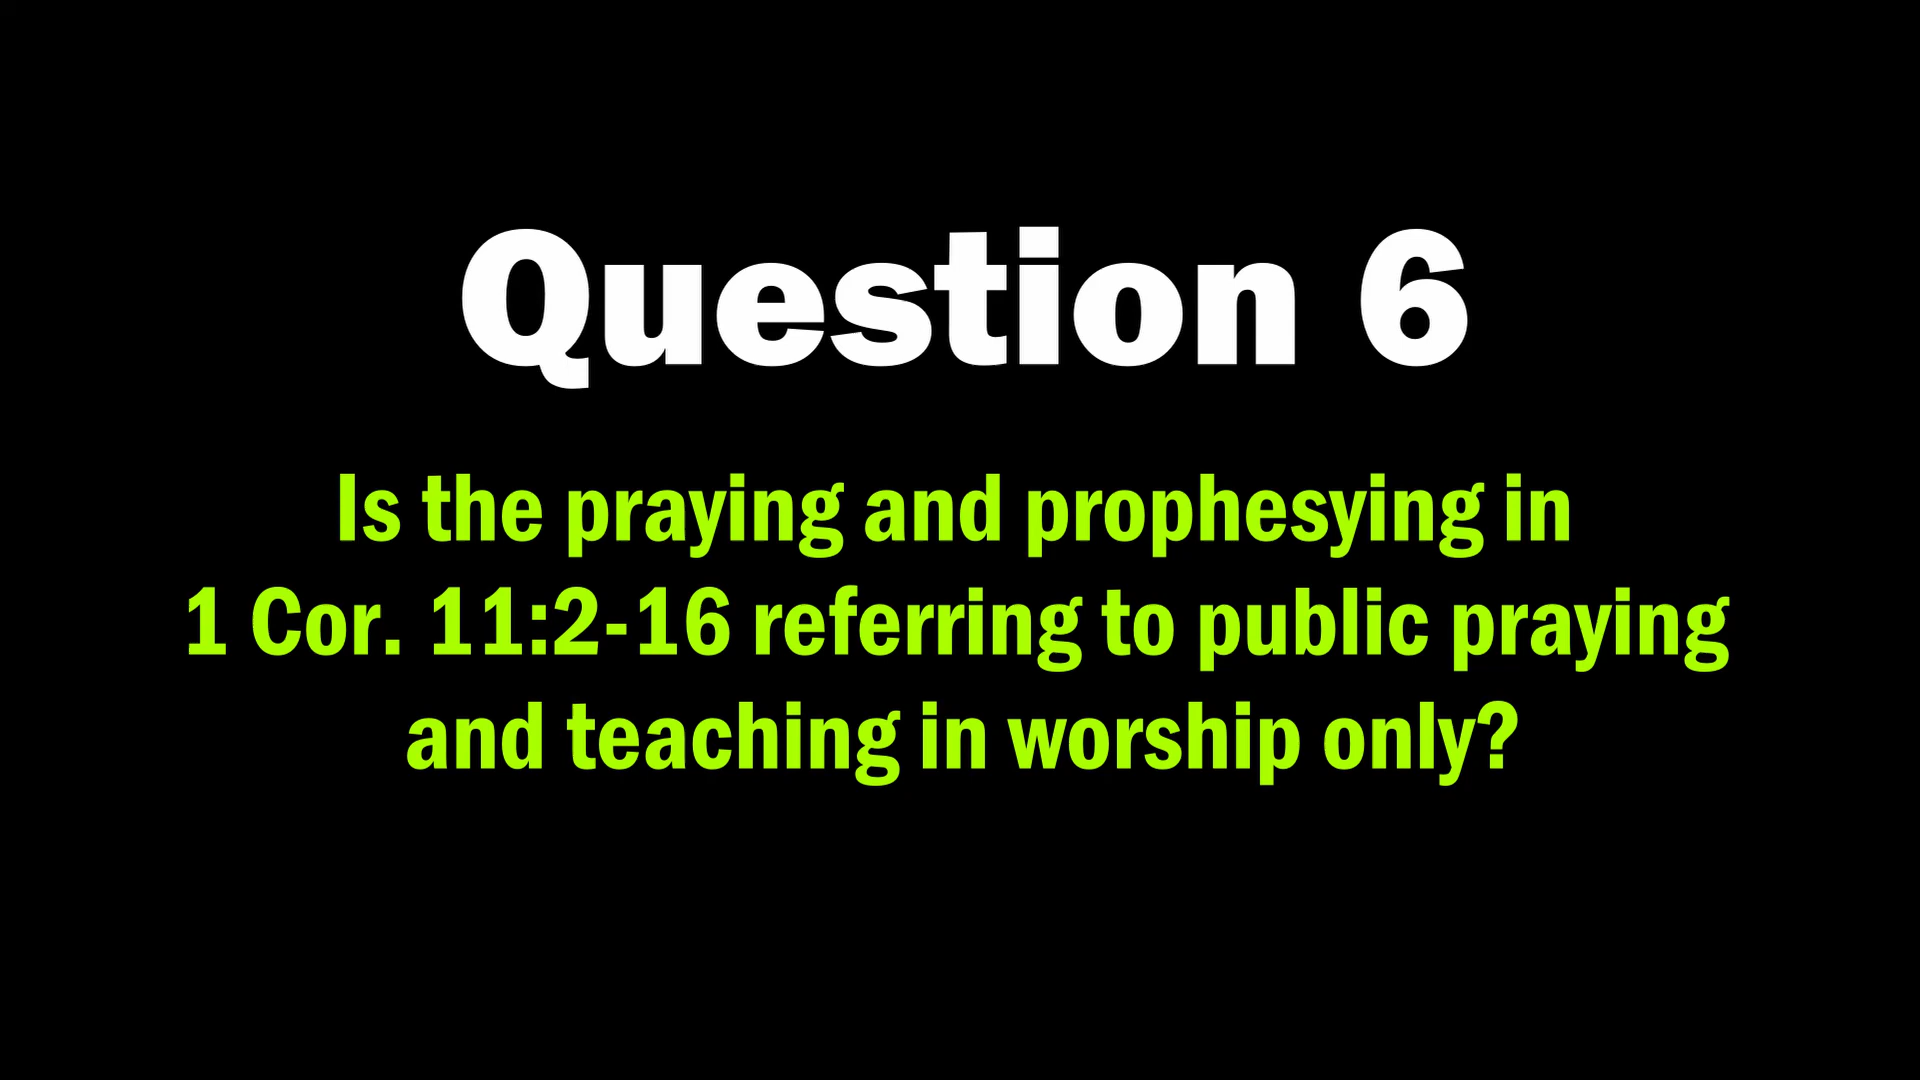 Question 6
Is the praying and prophesying in
1 Cor. 11:2-16 referring to public praying
and teaching in worship only?